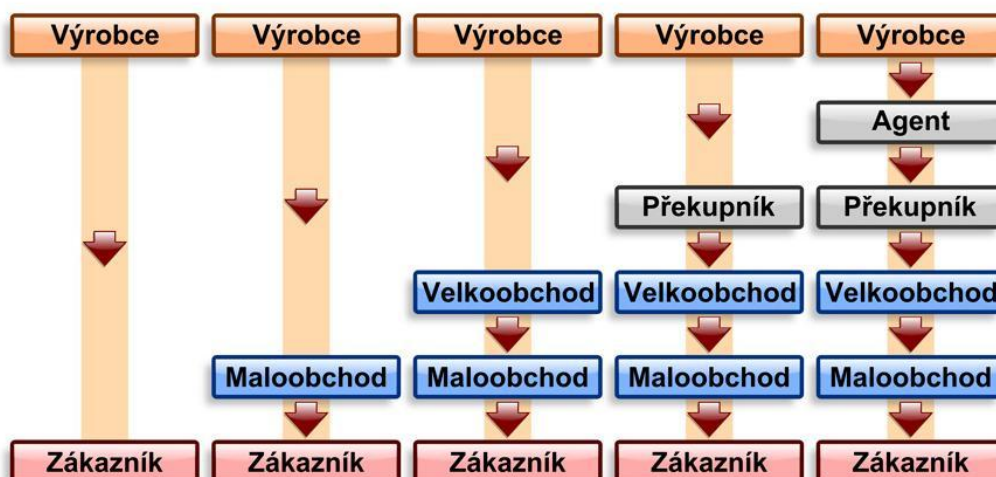 Výrobce Výrobce Výrobce Výrobce Výrobce
Agent
Překupník Překupník
Velkoobchod Velkoobchod Velkoobchod
Maloobchod Maloobchod Maloobchod Maloobchod
Zákazník Zákazník Zákazník Zákazník Zákazník